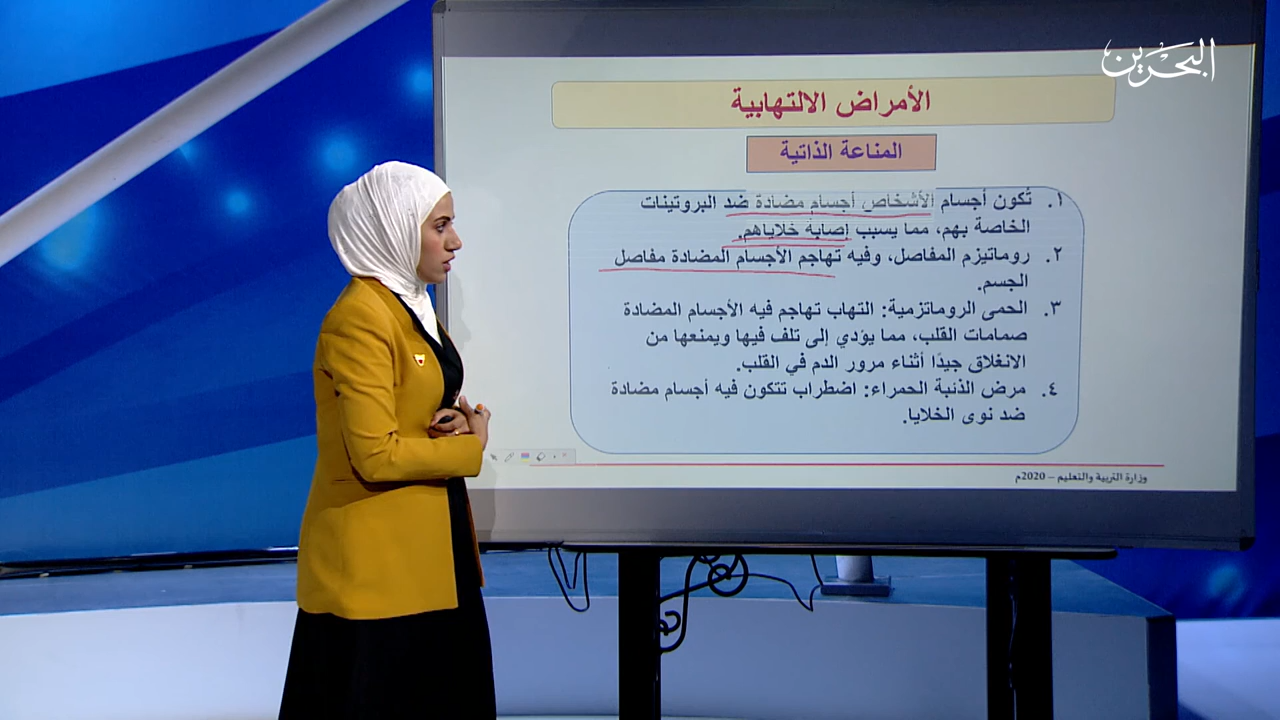 البحرين
الأمراض الالتهابية
المناعة الذاتية
١. تُكون أجسام الأشخاص أجسام مضادة ضد البروتينات
الخاصة بهم، مما يسبب إصابة خلاياهم.
٢. روماتيزم المفاصل، وفيه تهاجم الأجسام المضادة مفاصل
الجسم.
٣. الحمى الروماتزمية: التهاب تهاجم فيه الأجسام المضادة
صمامات القلب، مما يؤدي إلى تلف فيها ويمنعها من
الانغلاق جيدًا أثناء مرور الدم في القلب.
٤. مرض الذئبة الحمراء: اضطراب تتكون فيه أجسام مضادة
ضد نوى الخلايا.
وزارة التربية والتعليم – 2020م